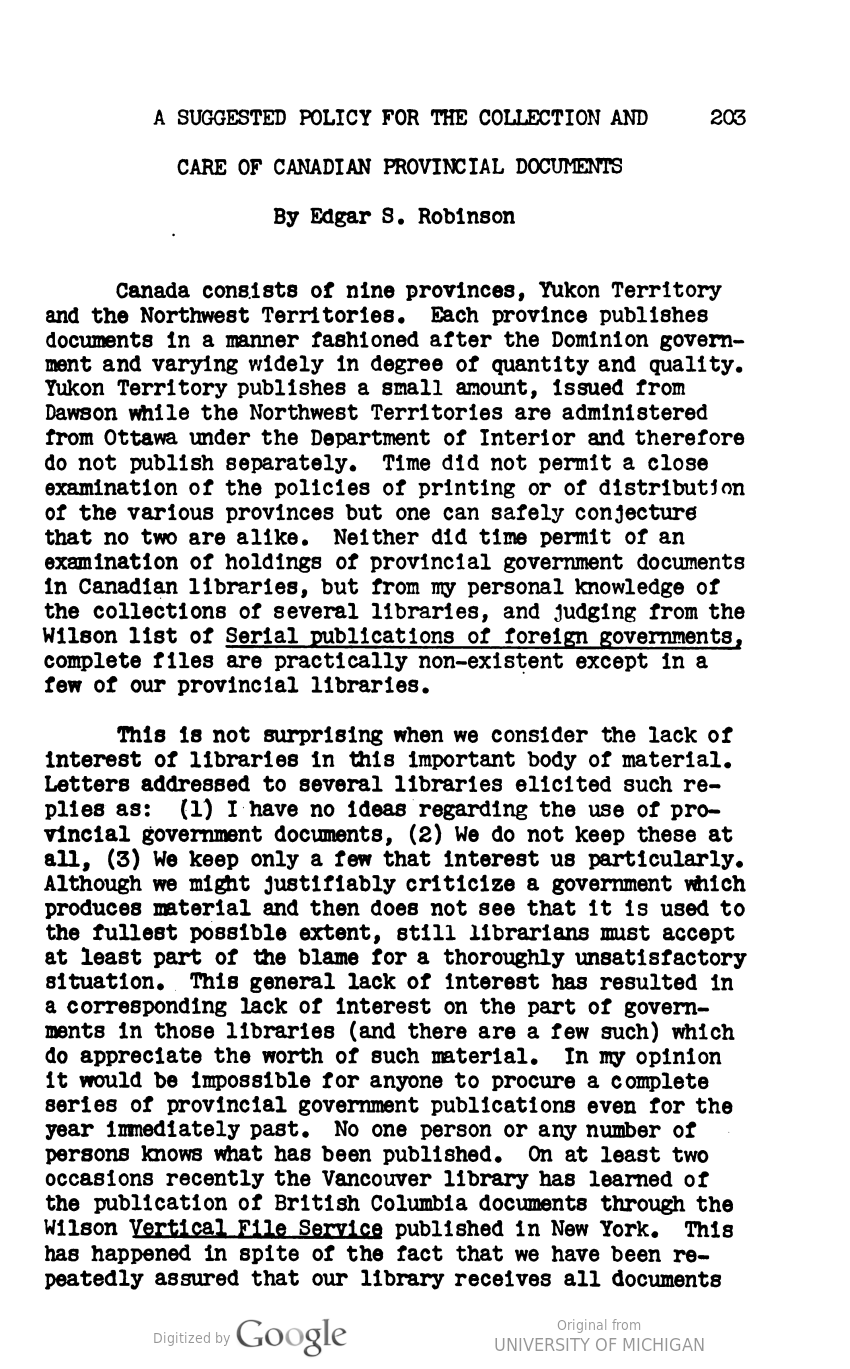 A SUGGESTED POLICY FOR THE COLLECTION AND 203
CARE OF CANADIAN PROVINCIAL DOCUMENTS
By Edgar S. Robinson
Canada consists of nine provinces, Yukon Territory
and the Northwest Territories. Each province publishes
documents in a manner fashioned after the Dominion govern-
ment and varying widely in degree of quantity and quality.
Yukon Territory publishes a small amount, issued from
Dawson while the Northwest Territories are administered
from Ottawa under the Department of Interior and therefore
do not publish separately. Time did not permit a close
examination of the policies of printing or of distribution
of the various provinces but one can safely conjecture
that no two are alike. Neither did time permit of an
examination of holdings of provincial government documents
in Canadian libraries, but from my personal knowledge of
the collections of several libraries, and judging from the
Wilson list of Serial publications of foreign governments,
complete files are practically non-existent except in a
few of our provincial libraries.
This is not surprising when we consider the lack of
interest of libraries in this important body of material.
Letters addressed to several libraries elicited such re-
plies as: (1) I have no ideas regarding the use of pro-
vincial government documents, (2) We do not keep these at
all, (3) We keep only a few that interest us particularly.
Although we might justifiably criticize a government which
produces material and then does not see that it is used to
the fullest possible extent, still librarians must accept
at least part of the blame for a thoroughly unsatisfactory
situation. This general lack of interest has resulted in
a corresponding lack of interest on the part of govern-
ments in those libraries (and there are a few such) which
do appreciate the worth of such material. In my opinion
it would be impossible for anyone to procure a complete
series of provincial government publications even for the
year immediately past. No one person or any number of
persons knows what has been published. On at least two
occasions recently the Vancouver library has learned of
the publication of British Columbia documents through the
Wilson Vertical File Service published in New York. This
has happened in spite of the fact that we have been re-
peatedly assured that our library receives all documents
Digitized by Google
Original from
UNIVERSITY OF MICHIGAN